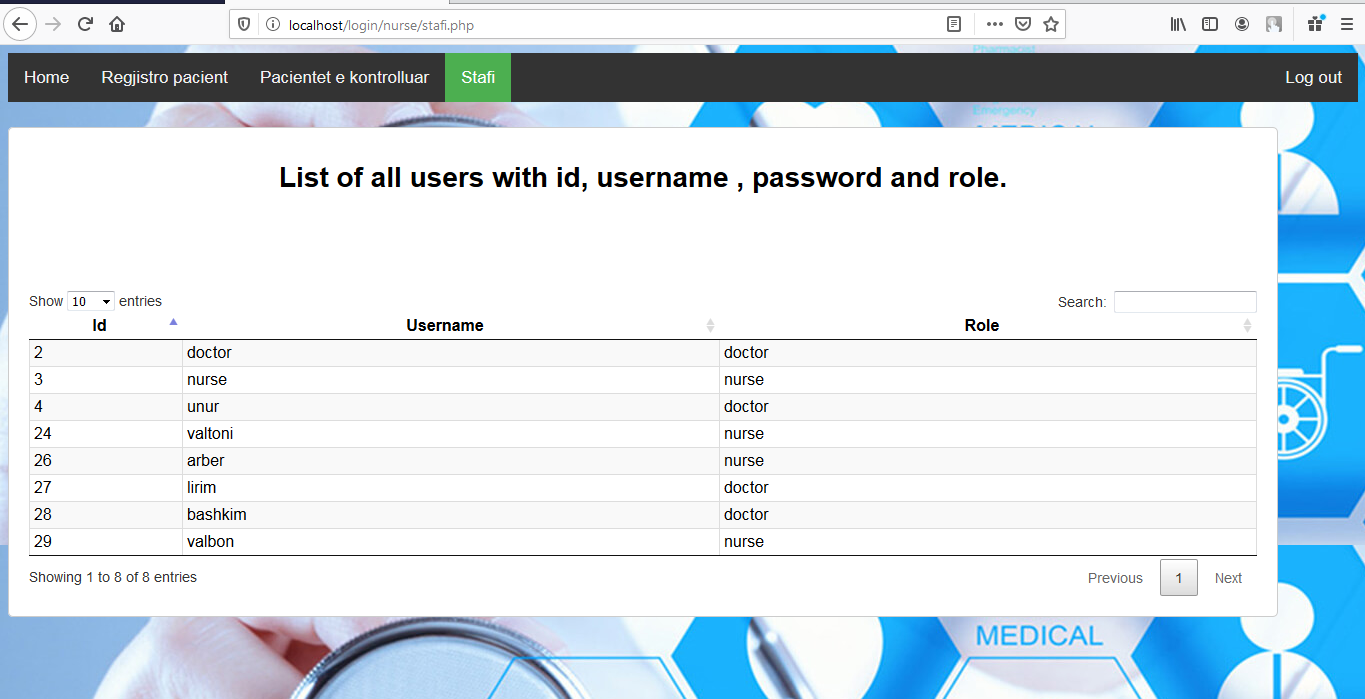 localhost/login/nurse/stafi.php
Pharmacist
Home Regjistro pacient Pacientet e kontrolluar Stafi Log out
Emergency
MEDICAL
List of all users with id, username , password and role.
Show 10 entries Search:
Id Username Role
2 doctor doctor
3 nurse nurse
4 unur doctor
24 valtoni nurse
26 arber nurse
27 lirim doctor
28 bashkim doctor
29 valbon nurse
Showing 1 to 8 of 8 entries Previous 1 Next
MEDICAL